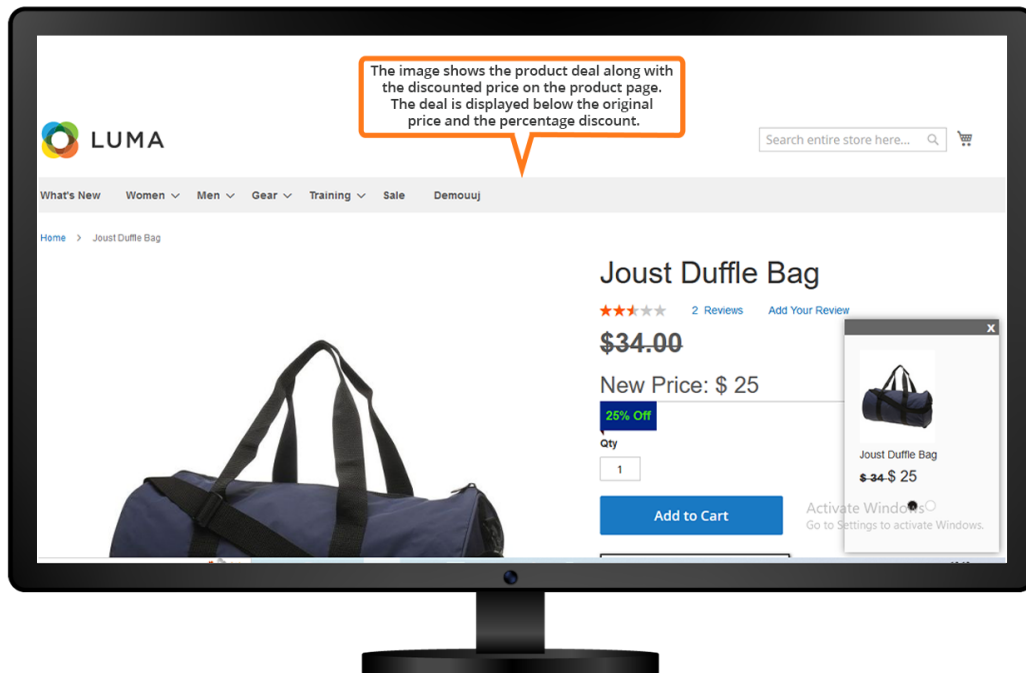 The image shows the product deal along with
the discounted price on the product page.
The deal is displayed below the original
price and the percentage discount.
LUMA
Search entire store here...
What's New Women Men Gear Training Sale Demouuj
Home > Joust Duffle Bag
Joust Duffle Bag
2 Reviews Add Your Review
$34.00
New Price: $ 25
25% Off
Qty
1
Add to Cart
x
Joust Duffle Bag
$ 34 $ 25
Activate Windows
Go to Settings to activate Windows.